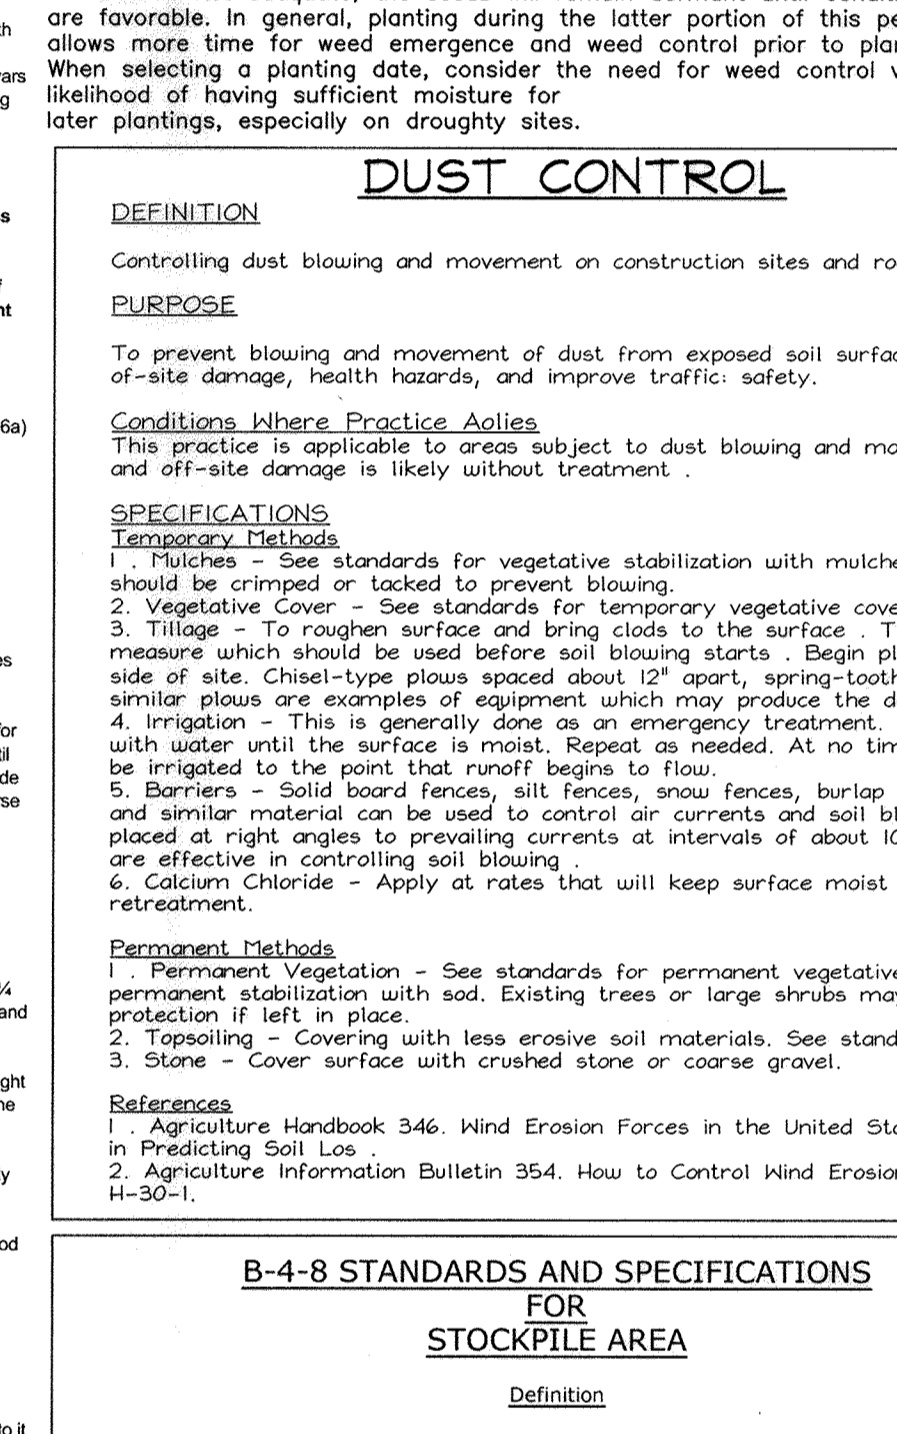 are favorable. In general, planting during the latter portion of this pe
allows more time for weed emergence and weed control prior to plan
When selecting a planting date, consider the need for weed control v
likelihood of having sufficient moisture for
later plantings, especially on droughty sites.
DUST CONTROL
DEFINITION
Controlling dust blowing and movement on construction sites and ro
PURPOSE
To prevent blowing and movement of dust from exposed soil surfac
of-site damage, health hazards, and improve traffic: safety.
Conditions Where Practice Aolies
This practice is applicable to areas subject to dust blowing and mo
and off-site damage is likely without treatment .
SPECIFICATIONS
Temporary Methods
1 . Mulches - See standards for vegetative stabilization with mulche
should be crimped or tacked to prevent blowing.
2. Vegetative Cover - See standards for temporary vegetative cove
3. Tillage - To roughen surface and bring clods to the surface . T
measure which should be used before soil blowing starts . Begin pl
side of site. Chisel-type plows spaced about 12" apart, spring-tooth
similar plows are examples of equipment which may produce the d
4. Irrigation - This is generally done as an emergency treatment.
with water until the surface is moist. Repeat as needed. At no tim
be irrigated to the point that runoff begins to flow.
5. Barriers - Solid board fences, silt fences, snow fences, burlap
and similar material can be used to control air currents and soil bl
placed at right angles to prevailing currents at intervals of about 10
are effective in controlling soil blowing .
6. Calcium Chloride - Apply at rates that will keep surface moist
retreatment.
Permanent Methods
1 . Permanent Vegetation - See standards for permanent vegetative
permanent stabilization with sod. Existing trees or large shrubs may
protection if left in place.
2. Topsoiling - Covering with less erosive soil materials. See stand
3. Stone - Cover surface with crushed stone or coarse gravel.
References
1 . Agriculture Handbook 346. Wind Erosion Forces in the United Sta
in Predicting Soil Los .
2. Agriculture Information Bulletin 354. How to Control Wind Erosion
H-30-1.
B-4-8 STANDARDS AND SPECIFICATIONS
FOR
STOCKPILE AREA
Definition